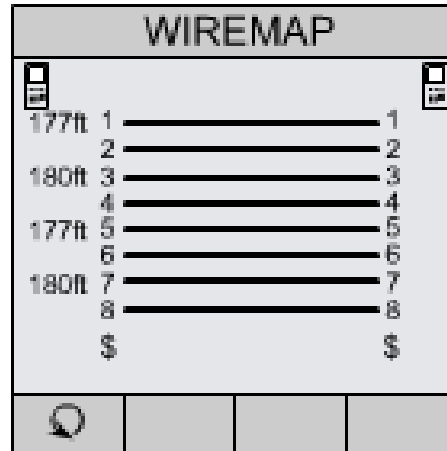 WIREMAP
177ft 1 1
2 2
180ft 3 3
4 4
177ft 5 5
6 6
180ft 7 7
8 8
$ $